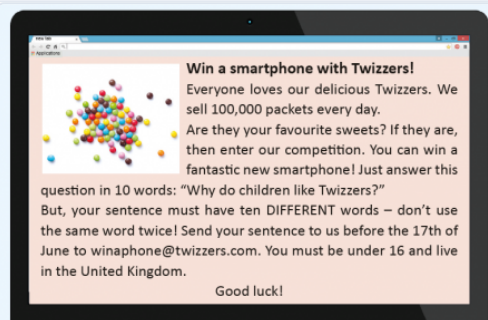 Win a smartphone with Twizzers!
Everyone loves our delicious Twizzers. We
sell 100,000 packets every day.
Are they your favourite sweets? If they are,
then enter our competition. You can win a
fantastic new smartphone! Just answer this
question in 10 words: “Why do children like Twizzers?”
But, your sentence must have ten DIFFERENT words – don’t use
the same word twice! Send your sentence to us before the 17th of
June to winaphone@twizzers.com. You must be under 16 and live
in the United Kingdom.
Good luck!